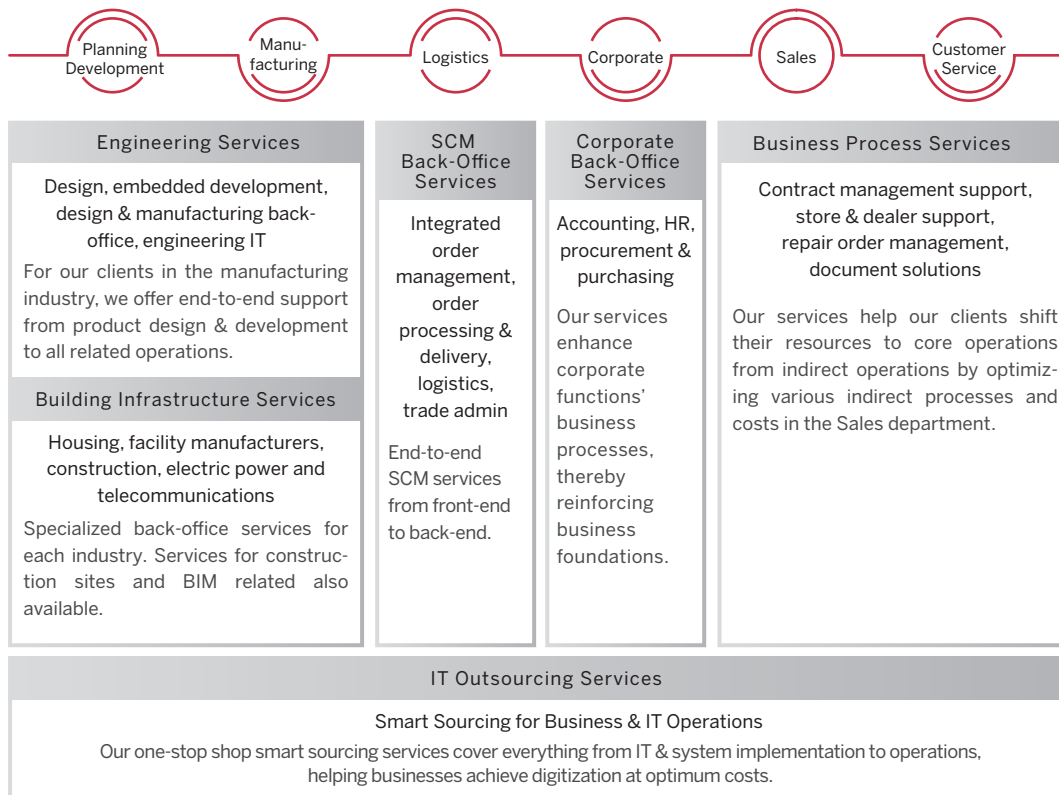 Planning
Development
Manu-
facturing
Logistics
Corporate
Sales
Customer
Service
Engineering Services
Design, embedded development,
design & manufacturing back-
office, engineering IT
For our clients in the manufacturing
industry, we offer end-to-end support
from product design & development
to all related operations.
Building Infrastructure Services
Housing, facility manufacturers,
construction, electric power and
telecommunications
Specialized back-office services for
each industry. Services for construc-
tion sites and BIM related also
available.
SCM
Back-Office
Services
Integrated
order
management,
order
processing &
delivery,
logistics,
trade admin
End-to-end
SCM services
from front-end
to back-end.
Corporate
Back-Office
Services
Accounting, HR,
procurement &
purchasing
Our services
enhance
corporate
functions’
business
processes,
thereby
reinforcing
business
foundations.
Business Process Services
Contract management support,
store & dealer support,
repair order management,
document solutions
Our services help our clients shift
their resources to core operations
from indirect operations by optimiz-
ing various indirect processes and
costs in the Sales department.
IT Outsourcing Services
Smart Sourcing for Business & IT Operations
Our one-stop shop smart sourcing services cover everything from IT & system implementation to operations,
helping businesses achieve digitization at optimum costs.